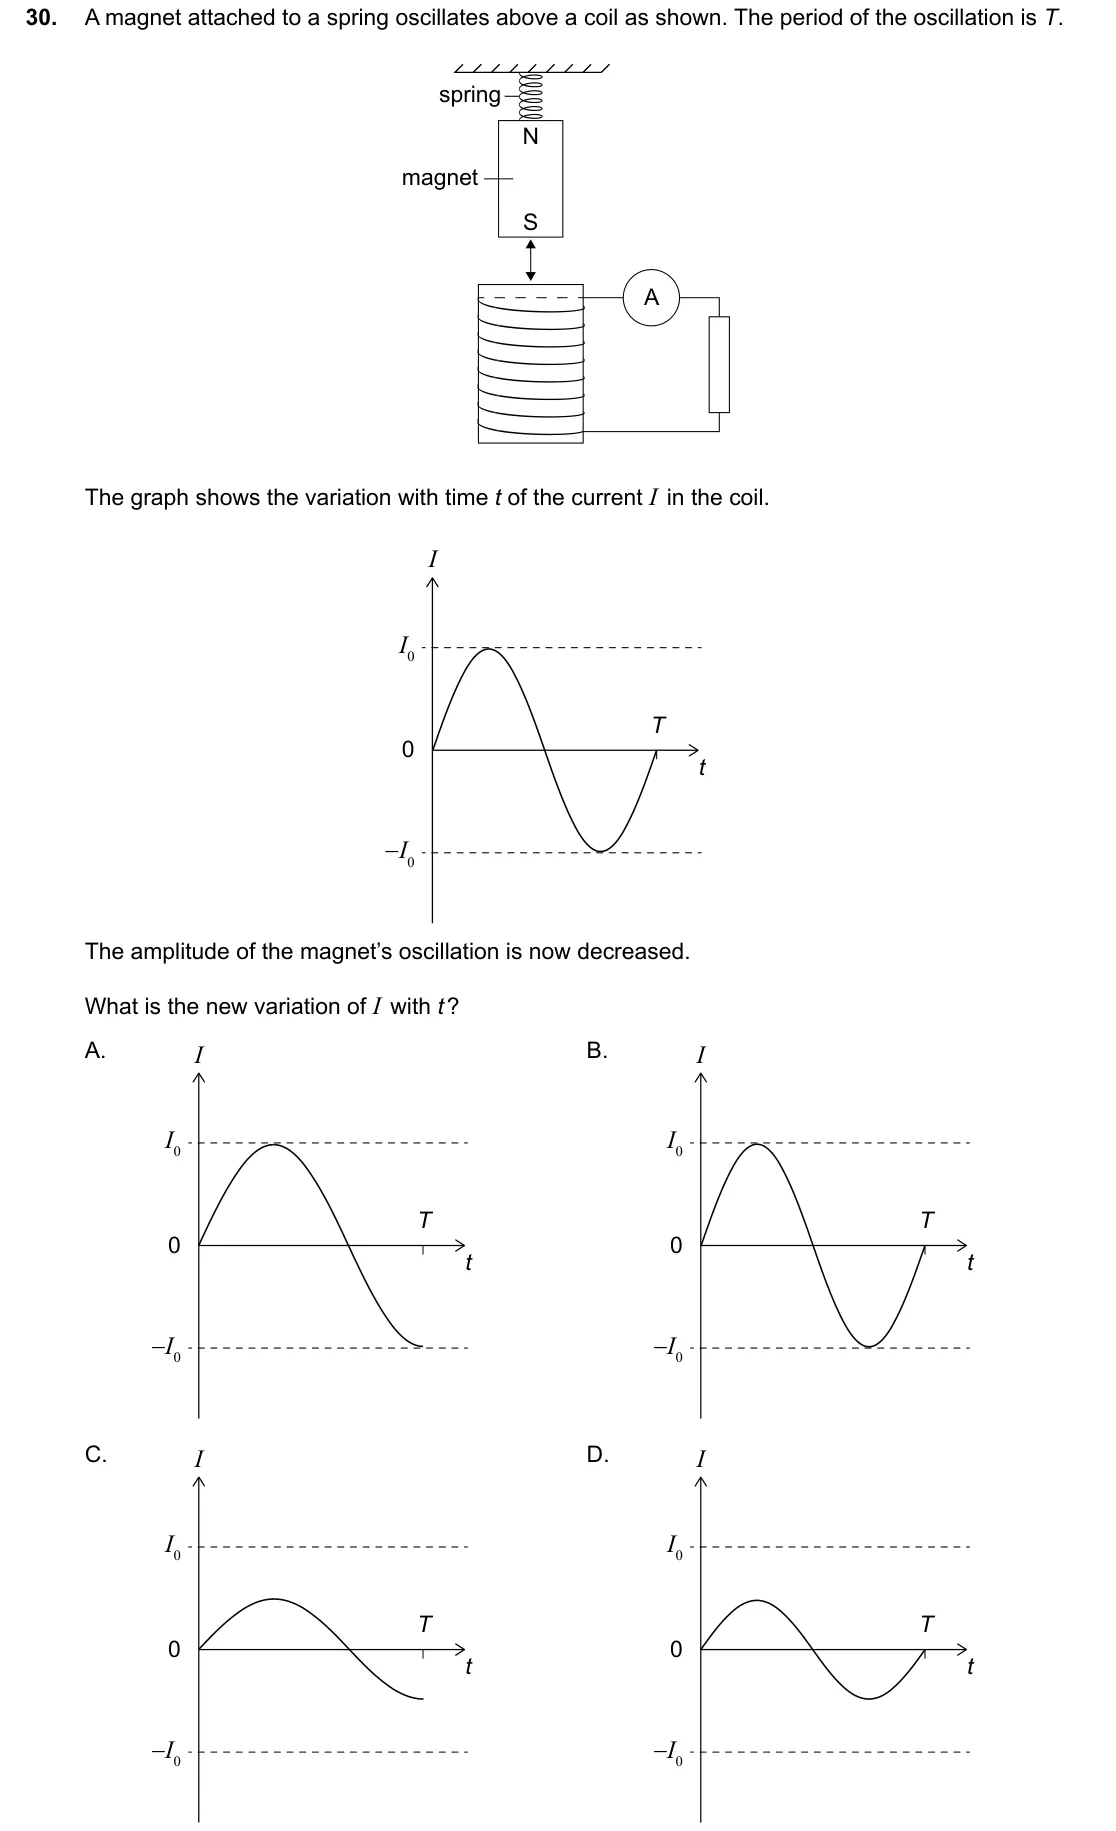 30. A magnet attached to a spring oscillates above a coil as shown. The period of the oscillation is T.
spring
N
magnet
S
A
The graph shows the variation with time t of the current I in the coil.
I
I₀
T
0
t
–I₀
The amplitude of the magnet’s oscillation is now decreased.
What is the new variation of I with t?
A.
I
I₀
T
0
t
–I₀
B.
I
I₀
T
0
t
–I₀
C.
I
I₀
T
0
t
–I₀
D.
I
I₀
T
0
t
–I₀